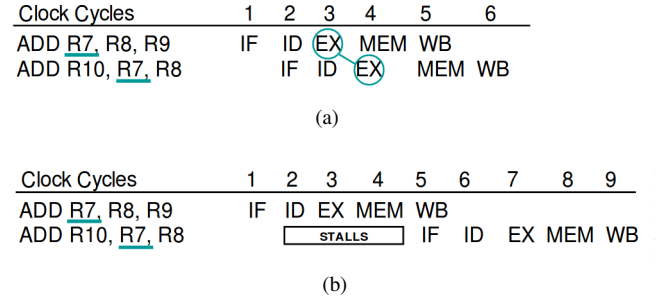 Clock Cycles 1 2 3 4 5 6
ADD R7, R8, R9 IF ID EX MEM WB
ADD R10, R7, R8 IF ID EX MEM WB
(a)
Clock Cycles 1 2 3 4 5 6 7 8 9
ADD R7, R8, R9 IF ID EX MEM WB
ADD R10, R7, R8 STALLS IF ID EX MEM WB
(b)